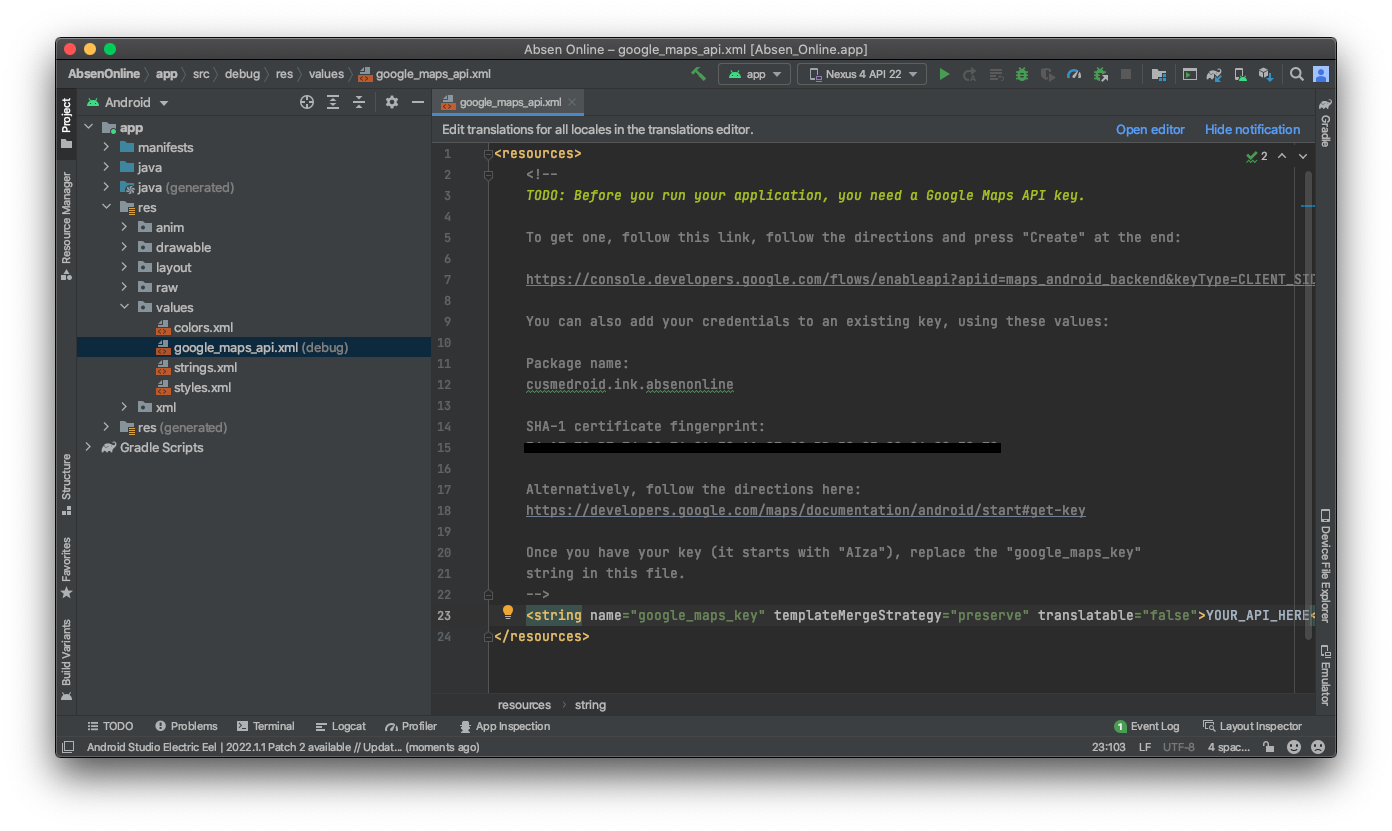 Absen Online – google_maps_api.xml [Absen_Online.app]
AbsenOnline app src debug res values google_maps_api.xml
app Nexus 4 API 22
Project
Resource Manager
Structure
Favorites
Build Variants
Android
app
manifests
java
java (generated)
res
anim
drawable
layout
raw
values
colors.xml
google_maps_api.xml (debug)
strings.xml
styles.xml
xml
res (generated)
Gradle Scripts
google_maps_api.xml
Edit translations for all locales in the translations editor. Open editor Hide notification
2
1 <resources>
2 <!--
3 TODO: Before you run your application, you need a Google Maps API key.
4
5 To get one, follow this link, follow the directions and press "Create" at the end:
6
7 https://console.developers.google.com/flows/enableapi?apiid=maps_android_backend&keyType=CLIENT_SID
8
9 You can also add your credentials to an existing key, using these values:
10
11 Package name:
12 cusmedroid.ink.absenonline
13
14 SHA-1 certificate fingerprint:
15
16
17 Alternatively, follow the directions here:
18 https://developers.google.com/maps/documentation/android/start#get-key
19
20 Once you have your key (it starts with "AIza"), replace the "google_maps_key"
21 string in this file.
22 -->
23 <string name="google_maps_key" templateMergeStrategy="preserve" translatable="false">YOUR_API_HERE<
24 </resources>
resources string
Gradle
Device File Explorer
Emulator
TODO Problems Terminal Logcat Profiler App Inspection 1 Event Log Layout Inspector
Android Studio Electric Eel | 2022.1.1 Patch 2 available // Updat... (moments ago) 23:103 LF UTF-8 4 spac...